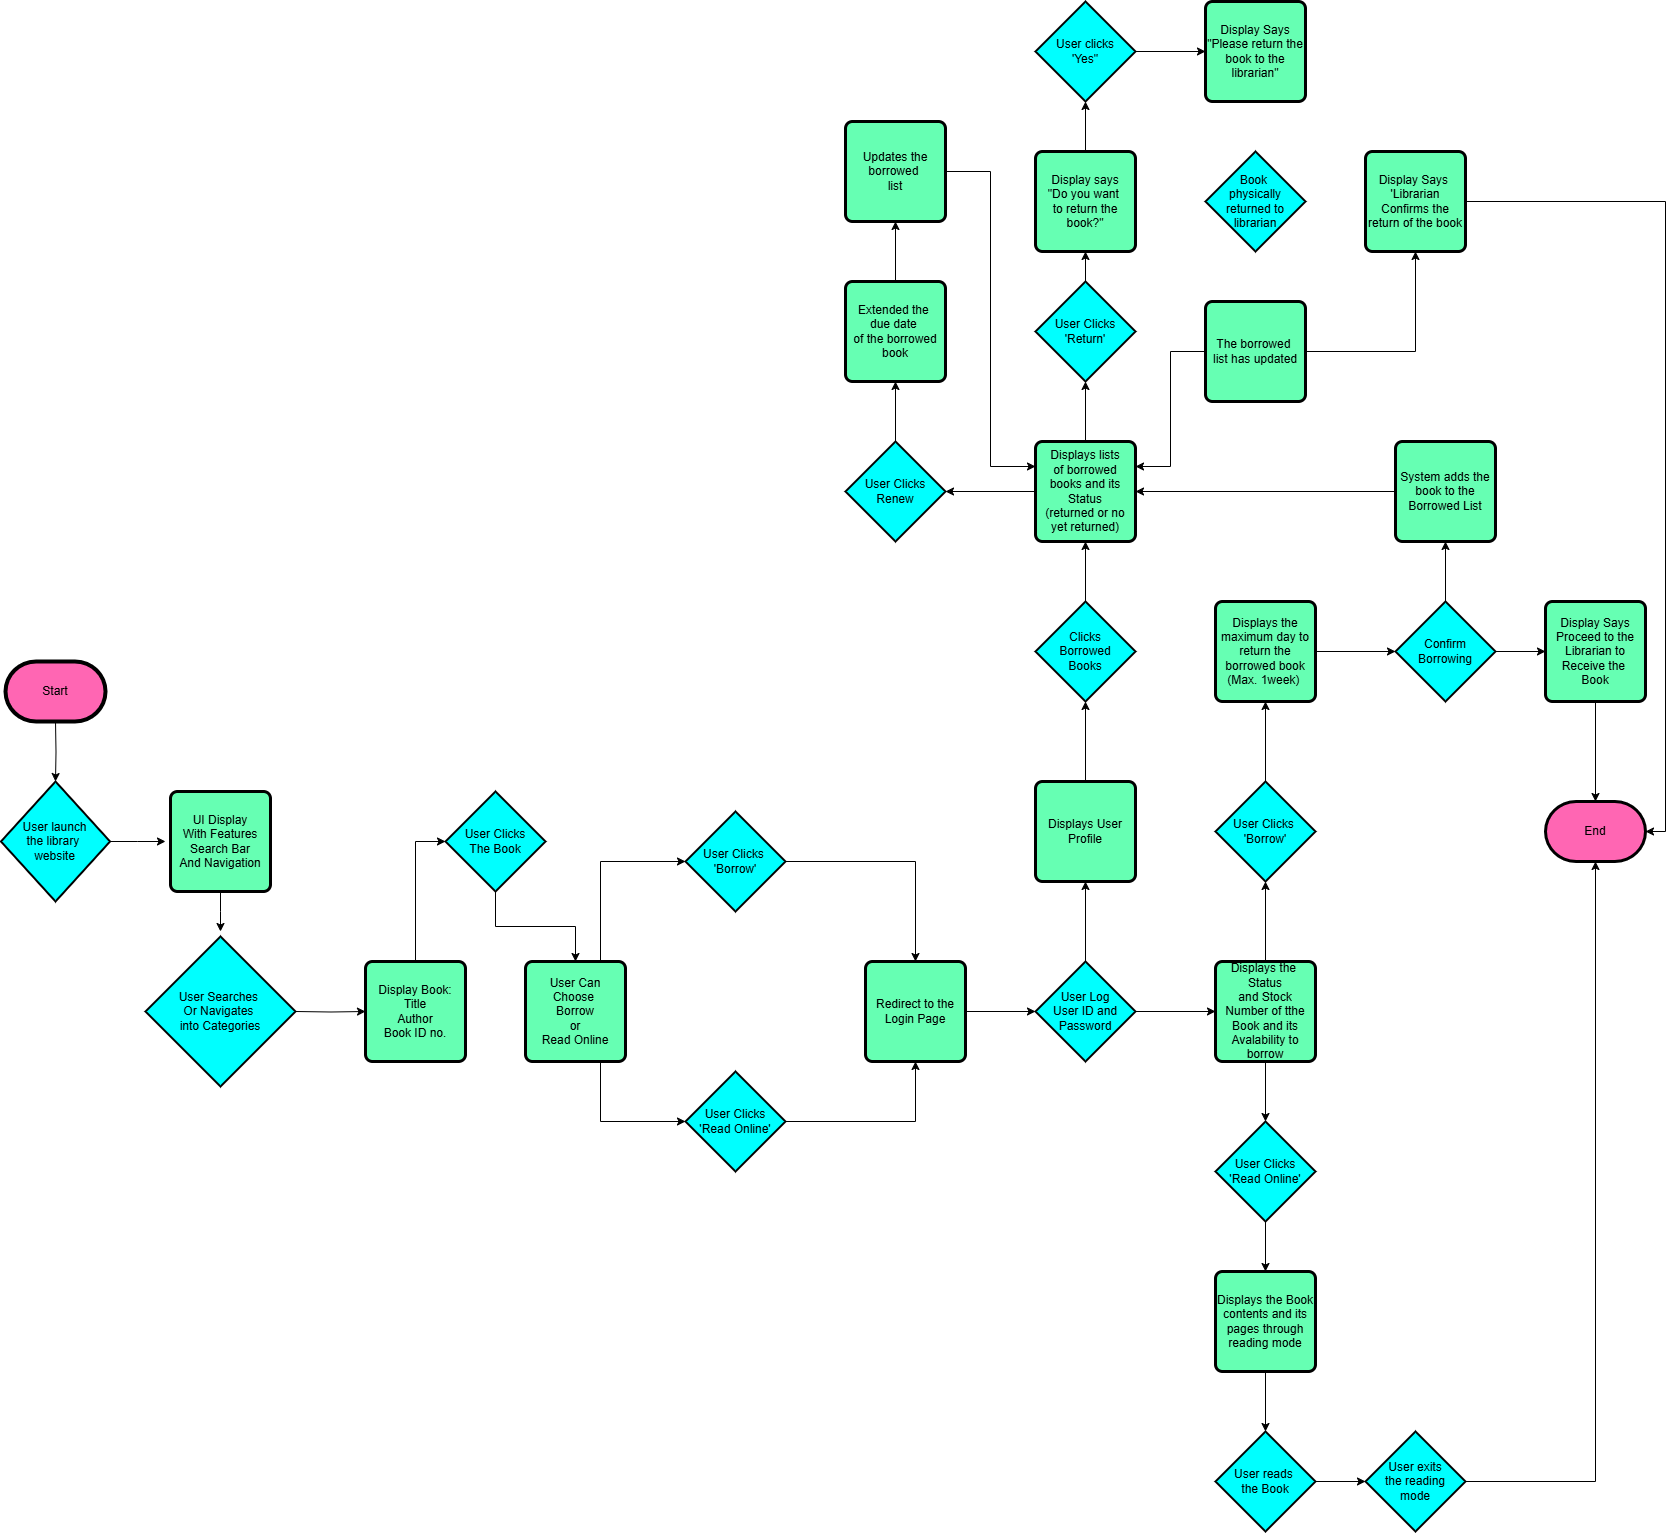 User clicks
'Yes"
Display Says
"Please return the
book to the
librarian"
Updates the
borrowed
list
Display says
"Do you want
to return the
book?"
Book
physically
returned to
librarian
Display Says
'Librarian
Confirms the
return of the book
Extended the
due date
of the borrowed
book
User Clicks
'Return'
The borrowed
list has updated
User Clicks
Renew
Displays lists
of borrowed
books and its
Status
(returned or no
yet returned)
System adds the
book to the
Borrowed List
Clicks
Borrowed
Books
Displays the
maximum day to
return the
borrowed book
(Max. 1week)
Confirm
Borrowing
Display Says
Proceed to the
Librarian to
Receive the
Book
Start
User launch
the library
website
UI Display
With Features
Search Bar
And Navigation
User Clicks
The Book
User Clicks
'Borrow'
Displays User
Profile
User Clicks
'Borrow'
End
User Searches
Or Navigates
into Categories
Display Book:
Title
Author
Book ID no.
User Can
Choose
Borrow
or
Read Online
Redirect to the
Login Page
User Log
User ID and
Password
Displays the
Status
and Stock
Number of tthe
Book and its
Avalability to
borrow
User Clicks
'Read Online'
User Clicks
'Read Online'
Displays the Book
contents and its
pages through
reading mode
User reads
the Book
User exits
the reading
mode